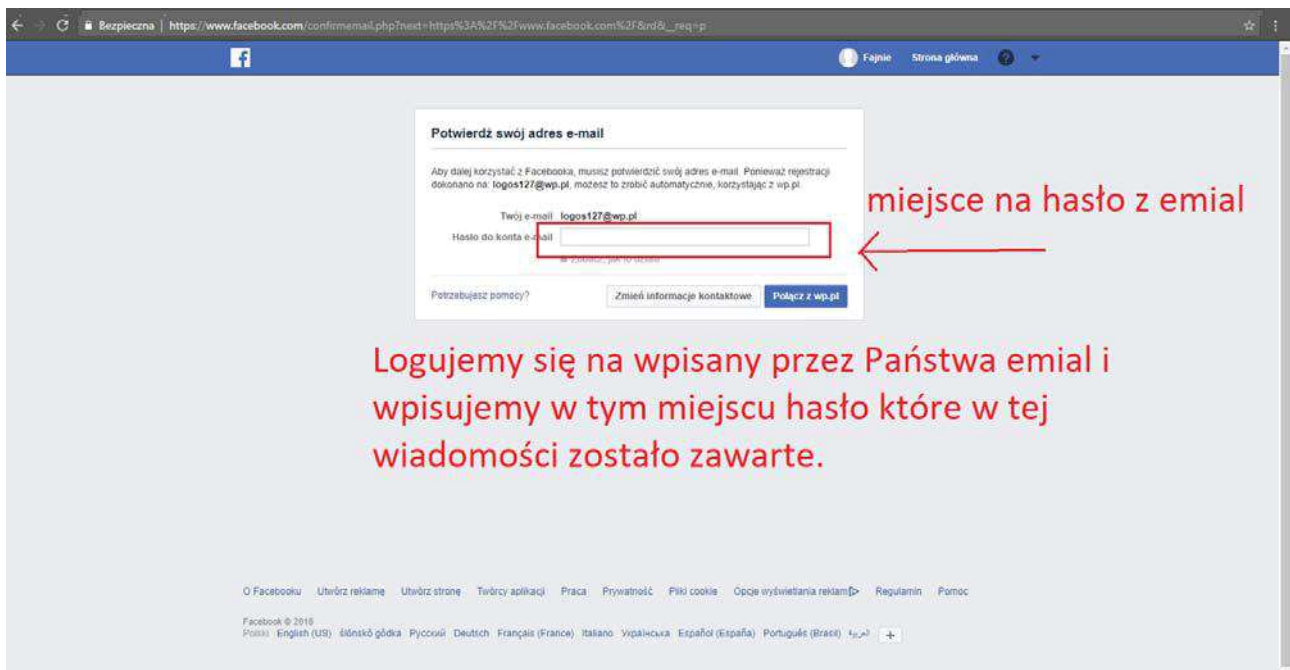 Bezpieczna | https://www.facebook.com/confirmemail.php?next=https%3A%2F%2Fwww.facebook.com%2F&rd&_req=p
f Fajnie Strona główna ?
Potwierdź swój adres e-mail
Aby dalej korzystać z Facebooka, musisz potwierdzić swój adres e-mail. Ponieważ rejestracji
dokonano na: logos127@wp.pl, możesz to zrobić automatycznie, korzystając z wp.pl.
Twój e-mail logos127@wp.pl
Hasło do konta e-mail
miejsce na hasło z emial
Potrzebujesz pomocy? Zmień informacje kontaktowe Połącz z wp.pl
Logujemy się na wpisany przez Państwa emial i
wpisujemy w tym miejscu hasło które w tej
wiadomości zostało zawarte.
O Facebooku Utwórz reklamę Utwórz stronę Twórcy aplikacji Praca Prywatność Pliki cookie Opcje wyświetlania reklam Regulamin Pomoc
Facebook © 2018
Polski English (US) ślōnskŏ gŏdka Русский Deutsch Français (France) Italiano Українська Español (España) Português (Brasil) العربية +